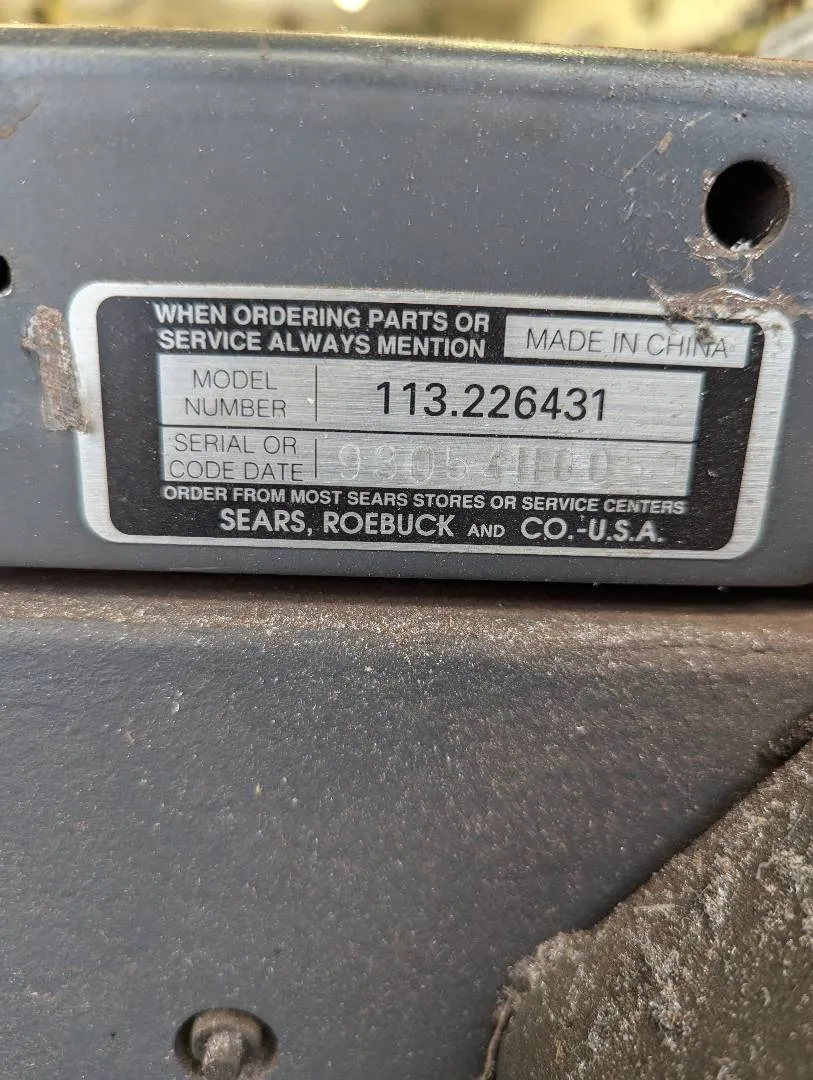 WHEN ORDERING PARTS OR
SERVICE ALWAYS MENTION
MADE IN CHINA
MODEL
NUMBER
113.226431
SERIAL OR
CODE DATE
ORDER FROM MOST SEARS STORES OR SERVICE CENTERS
SEARS, ROEBUCK AND CO.-U.S.A.